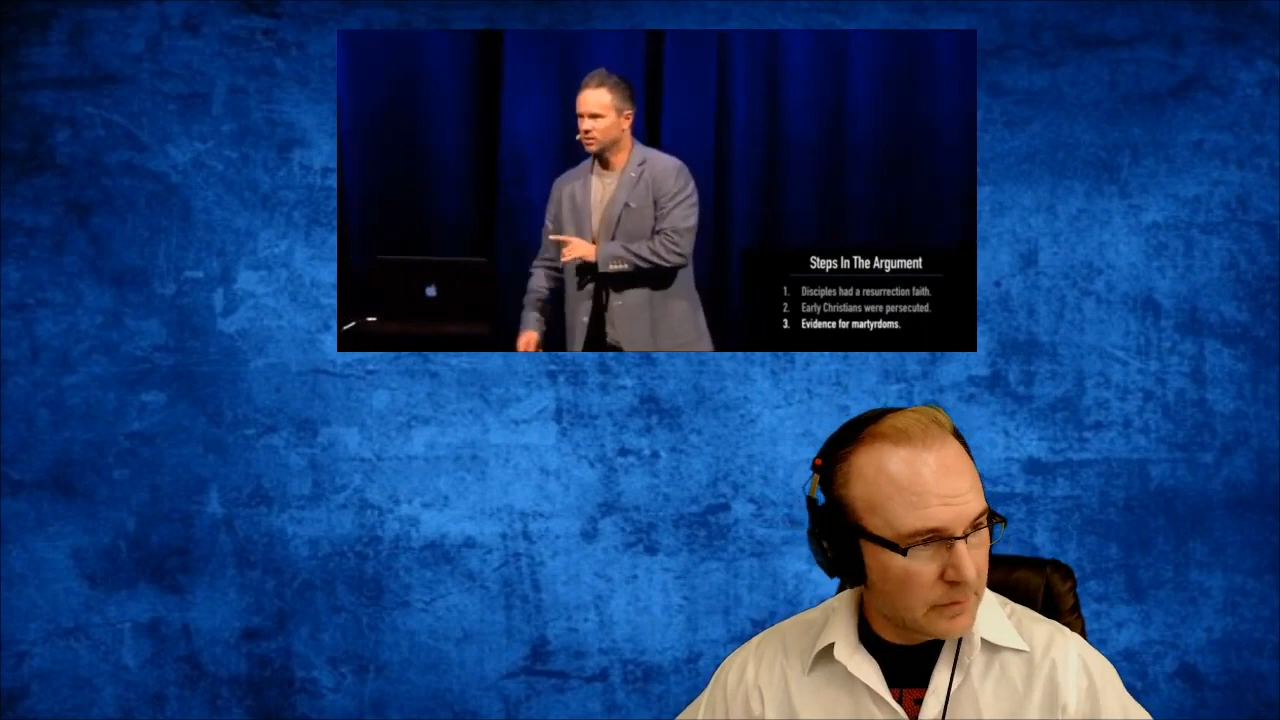 Steps In The Argument
1. Disciples had a resurrection faith.
2. Early Christians were persecuted.
3. Evidence for martyrdoms.